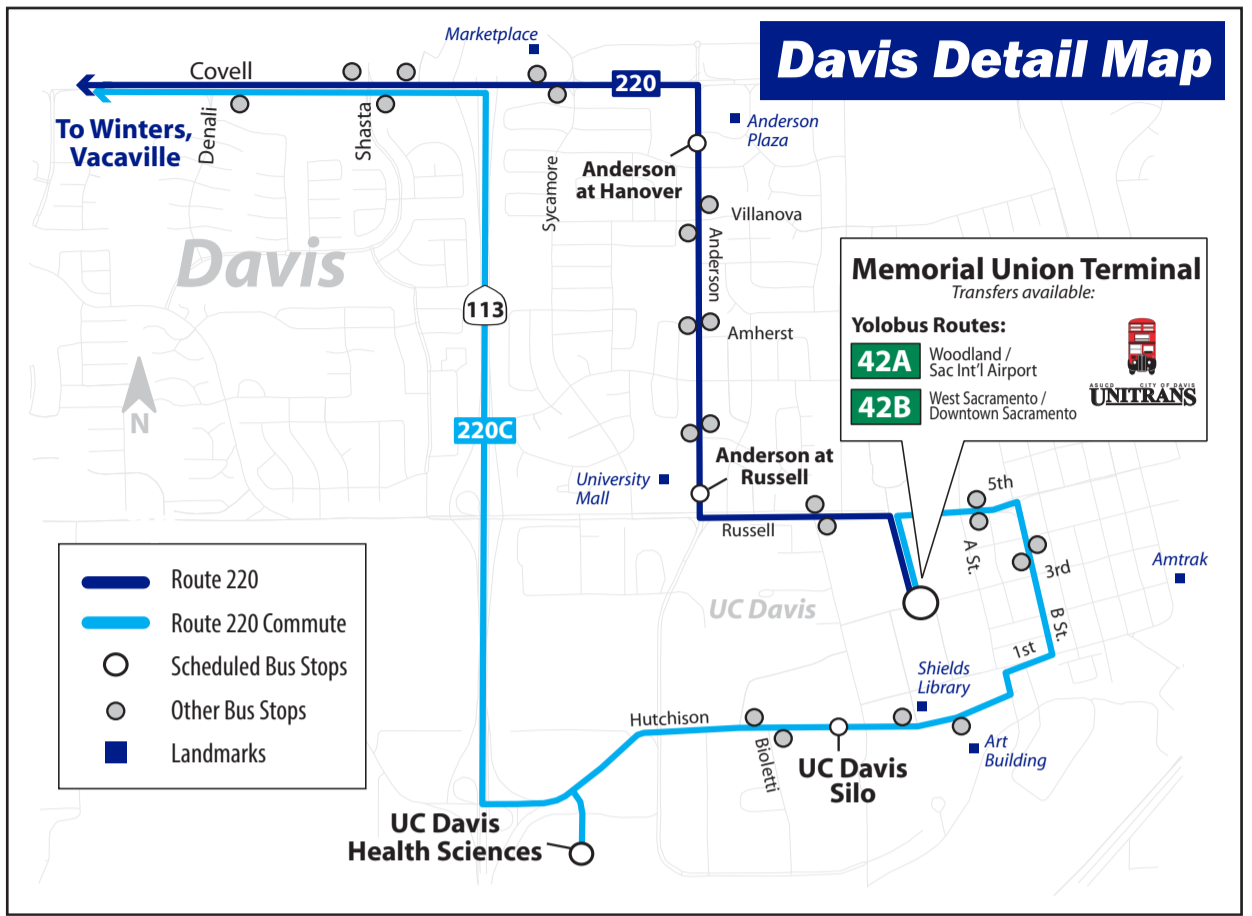 Davis Detail Map
Marketplace
Covell
220
To Winters,
Vacaville
Denali
Shasta
Sycamore
Anderson
Plaza
Anderson
at Hanover
Villanova
Anderson
Amherst
Davis
113
N
220C
Memorial Union Terminal
Transfers available:
Yolobus Routes:
42A
Woodland /
Sac Int'l Airport
42B
West Sacramento /
Downtown Sacramento
ASUCD CITY OF DAVIS
UNITRANS
University
Mall
Anderson at
Russell
Russell
5th
A St.
3rd
B St.
1st
Amtrak
UC Davis
Route 220
Route 220 Commute
Scheduled Bus Stops
Other Bus Stops
Landmarks
Shields
Library
Hutchison
Bioletti
UC Davis
Silo
Art
Building
UC Davis
Health Sciences